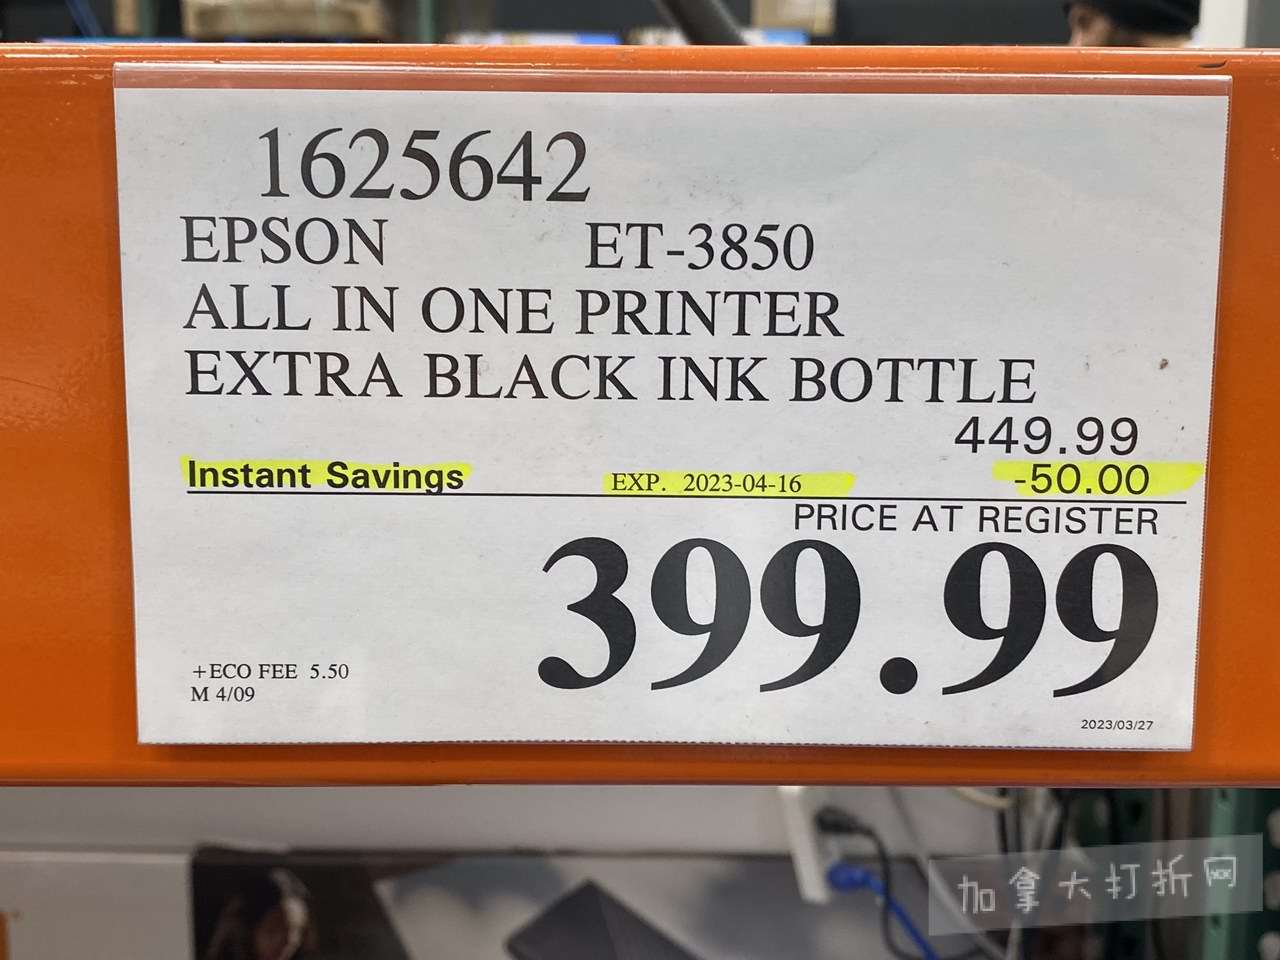 1625642
EPSON ET-3850
ALL IN ONE PRINTER
EXTRA BLACK INK BOTTLE
449.99
Instant Savings EXP. 2023-04-16 -50.00
PRICE AT REGISTER
399.99
+ECO FEE 5.50
M 4/09
2023/03/27
加拿大打折网